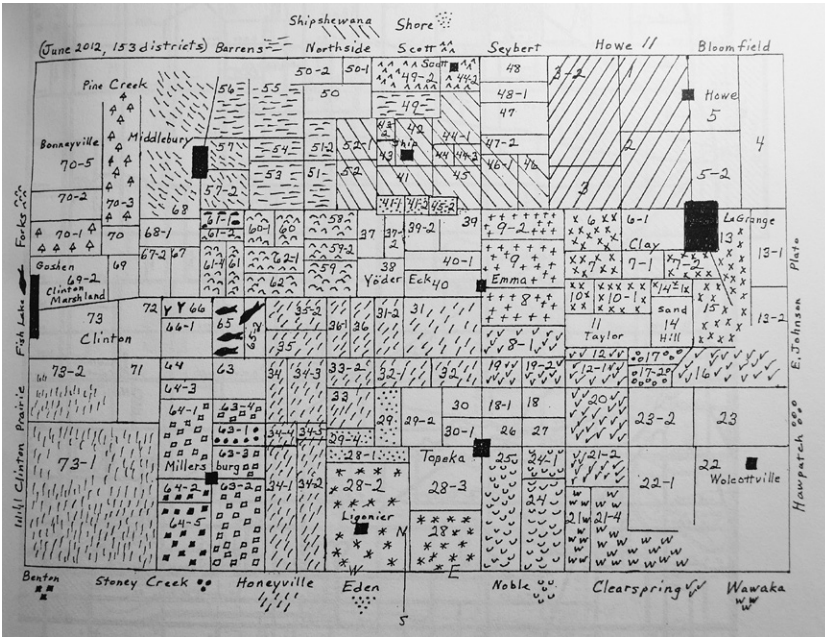 Shipshewana Shore
(June 2012, 153 districts) Barrens Northside Scott Seybert Howe Bloomfield
Pine Creek 50-2 50-1 Scott 48 3-2 1
56 55 50 49-2 44-2 48-1 Howe
49 47 5
Bonneyville Middlebury 43-2 42 44-1 4
70-5 57 54 51-2 52-1 Ship 47-2 2
53 43 44 44-2 46-1 46 5-2
70-2 57-2 51- 52 41 45 3
70-3 68 41-1 41-3 45-2
Forks 61- 60-1 60 58- 37 39 9-2 6 6-1 LaGrange
70-1 70 68-1 61-2 37-2 39-2 Clay 13 13-1
67-2 67 61-4 61 62-1 59-2 40-1 7 7-1 7-2
Goshen 69 62 59 38 Emma
69-2 Yoder Eck 40 10 10-1 14-1
Clinton
Marshland 8 Sand 15 13-2
Fish Lake 73 72 66 65 35-2 36-1 36 31-2 31 11 14
Clinton 66-1 65-2 35 8-1 Taylor Hill
E. Johnson Plato
64 63 12 17
73-2 71 34 34-3 33-2 32-1 32 19 19-2 12-1 17-2 16
64-3 33
64-1 63-4 30 18-1 18 20 23-2 23
63-1 34-4 34-5 29-4 29 29-2 30-1 26 27
Clinton Prairie 73-1 63-3 28-1 Topeka 25 24-1 21-2 22
Millersburg Wolcottville
64-2 63-2 34-1 34-2 28-2 28-3 24 22-1
64-5 Ligonier 28 21 21-4
N
W E
Hawpatch
Benton Stoney Creek Honeyville Eden Noble Clearspring Wawaka
S